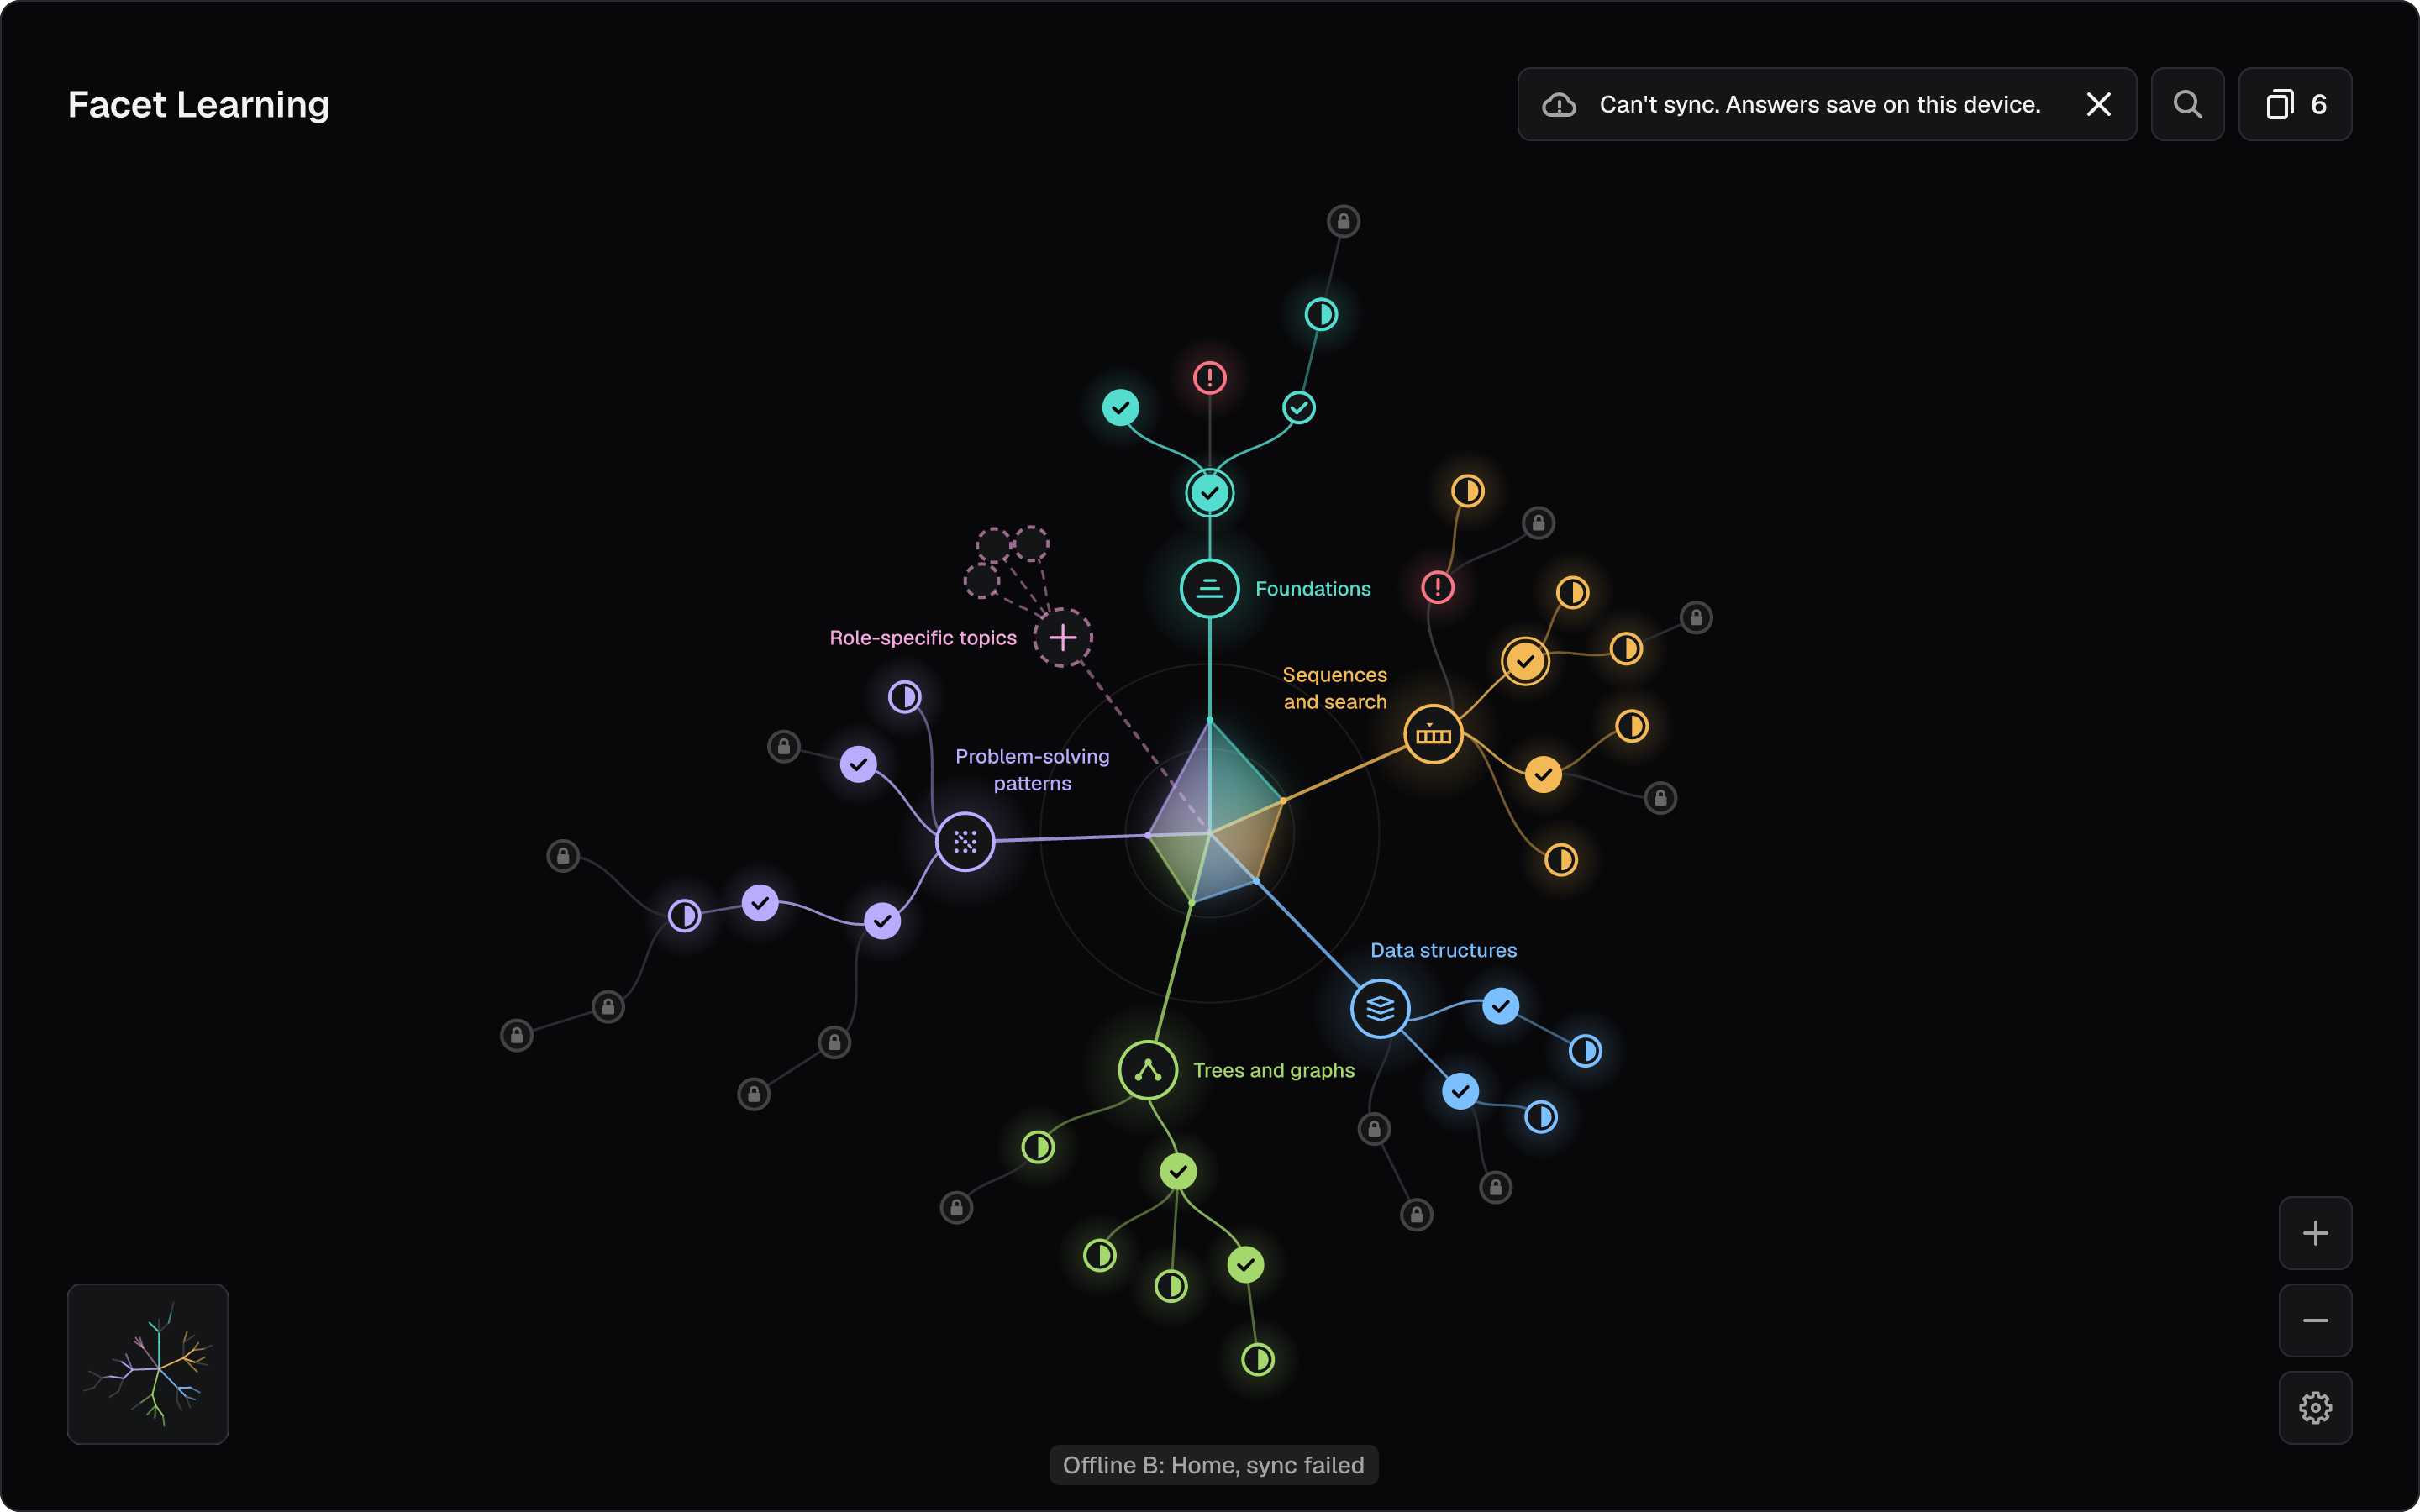 Facet Learning
Can't sync. Answers save on this device.
6
Foundations
Role-specific topics
Sequences
and search
Problem-solving
patterns
Data structures
Trees and graphs
Offline B: Home, sync failed